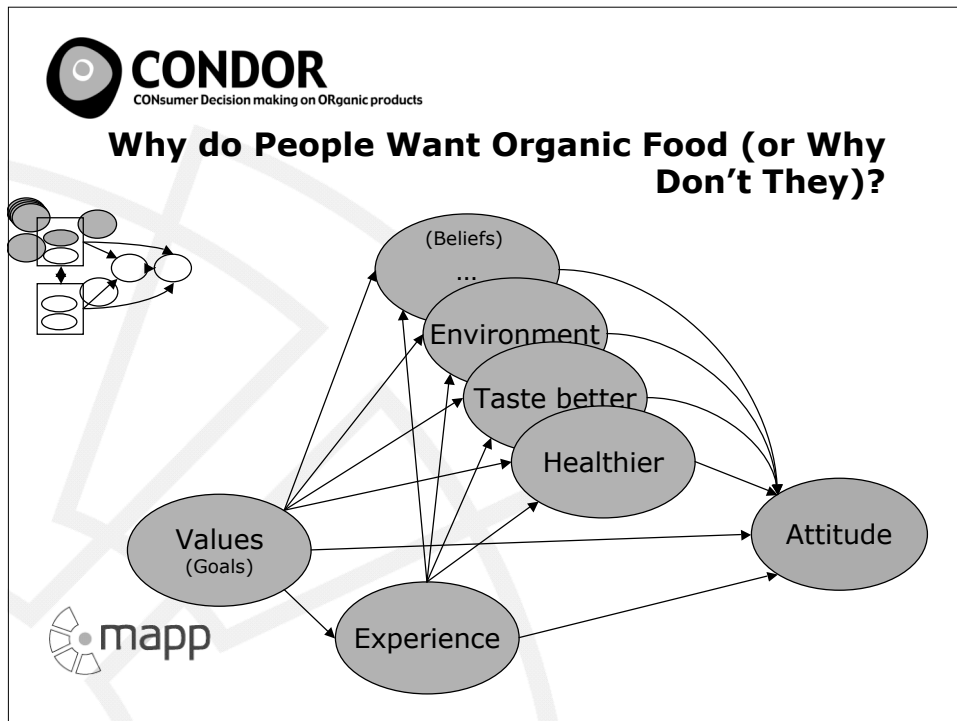 CONDOR
CONsumer Decision making on ORganic products
Why do People Want Organic Food (or Why
Don't They)?
(Beliefs)
...
Environment
Taste better
Healthier
Values
(Goals)
Attitude
Experience
mapp